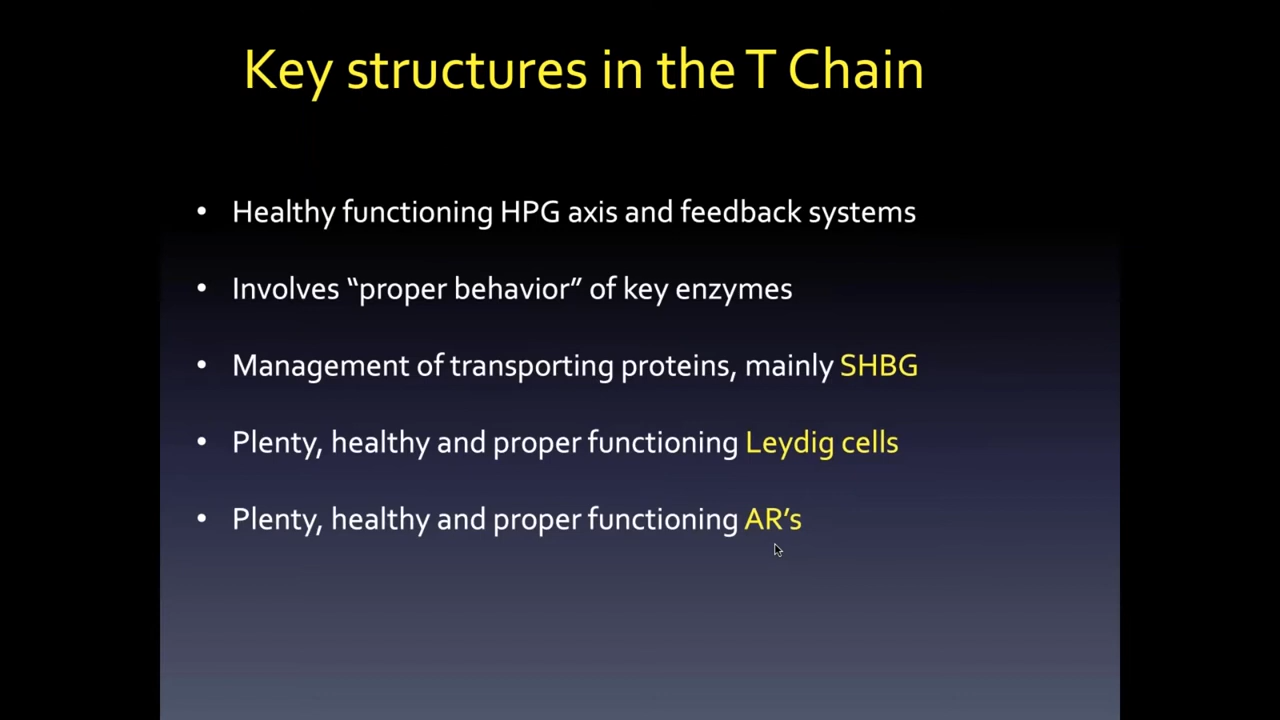 Key structures in the T Chain
• Healthy functioning HPG axis and feedback systems
• Involves “proper behavior” of key enzymes
• Management of transporting proteins, mainly SHBG
• Plenty, healthy and proper functioning Leydig cells
• Plenty, healthy and proper functioning AR’s